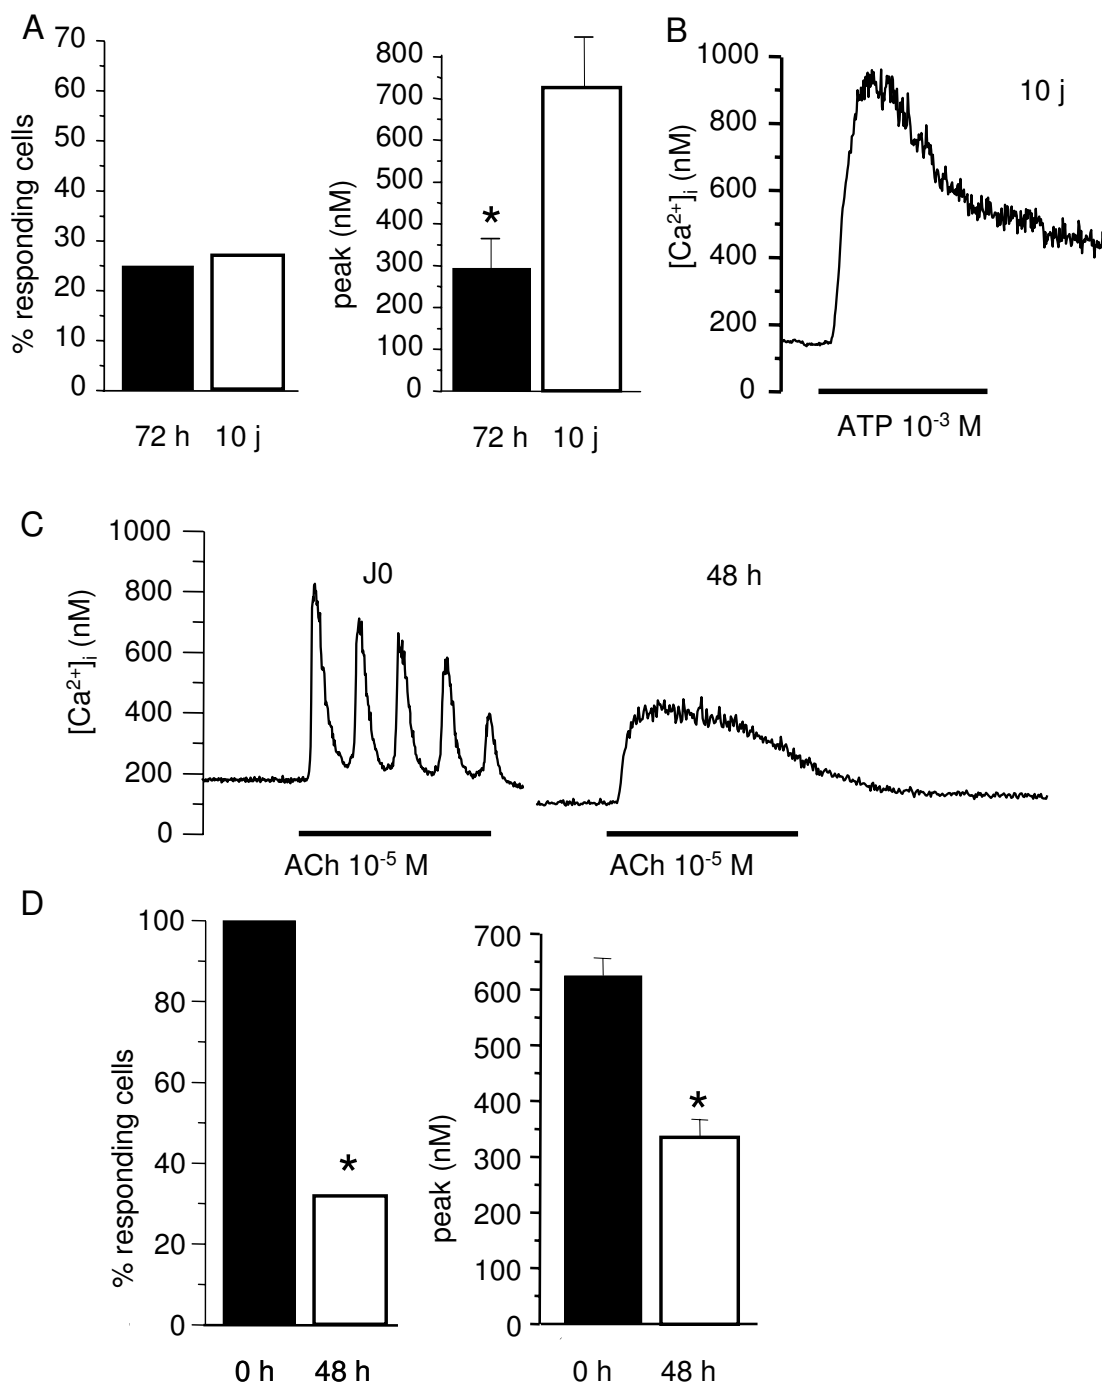 A
70
60
50
40
30
20
10
0
% responding cells
72 h 10 j
800
700
600
500
400
300
200
100
0
peak (nM)
*
72 h 10 j
B
1000
800
600
400
200
0
[Ca2+]i (nM)
10 j
ATP 10-3 M
C
1000
800
600
400
200
0
[Ca2+]i (nM)
J0
48 h
ACh 10-5 M
ACh 10-5 M
D
100
80
60
40
20
0
% responding cells
*
0 h 48 h
700
600
500
400
300
200
100
0
peak (nM)
*
0 h 48 h